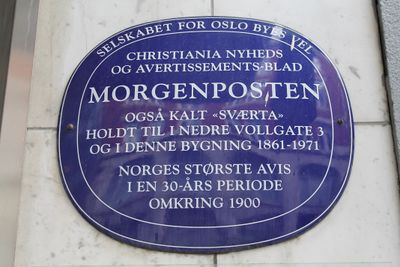 SELSKABET FOR OSLO BYES VEL
CHRISTIANIA NYHEDS
OG AVERTISSEMENTS-BLAD
MORGENPOSTEN
OGSÅ KALT «SVÆRTA»
HOLDT TIL I NEDRE VOLLGATE 3
OG I DENNE BYGNING 1861-1971
NORGES STØRSTE AVIS
I EN 30-ÅRS PERIODE
OMKRING 1900